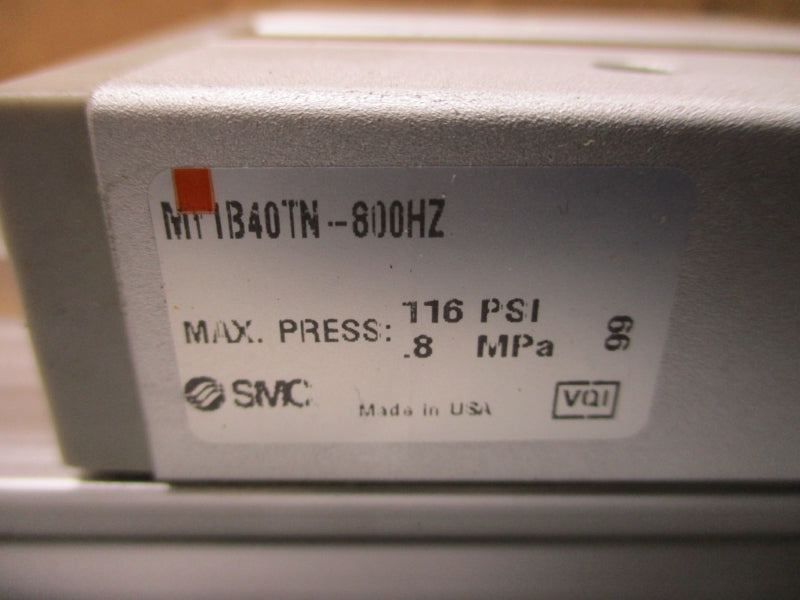 MY1B40TN-800HZ
MAX. PRESS: 116 PSI
.8 MPa
99
SMC
Made in USA
VQI